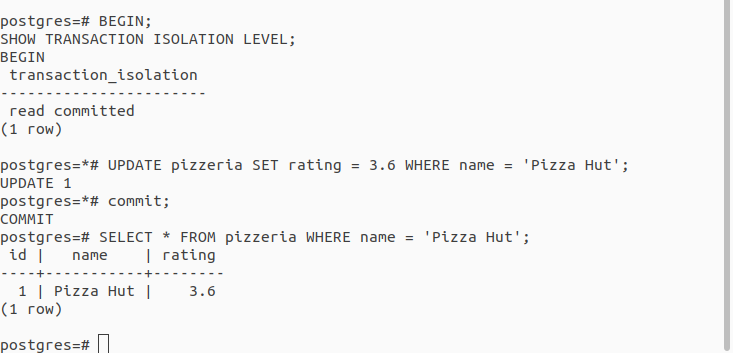 postgres=# BEGIN;
SHOW TRANSACTION ISOLATION LEVEL;
BEGIN
 transaction_isolation
-----------------------
 read committed
(1 row)

postgres=*# UPDATE pizzeria SET rating = 3.6 WHERE name = 'Pizza Hut';
UPDATE 1
postgres=*# commit;
COMMIT
postgres=# SELECT * FROM pizzeria WHERE name = 'Pizza Hut';
 id |   name    | rating
----+-----------+--------
  1 | Pizza Hut |    3.6
(1 row)

postgres=#